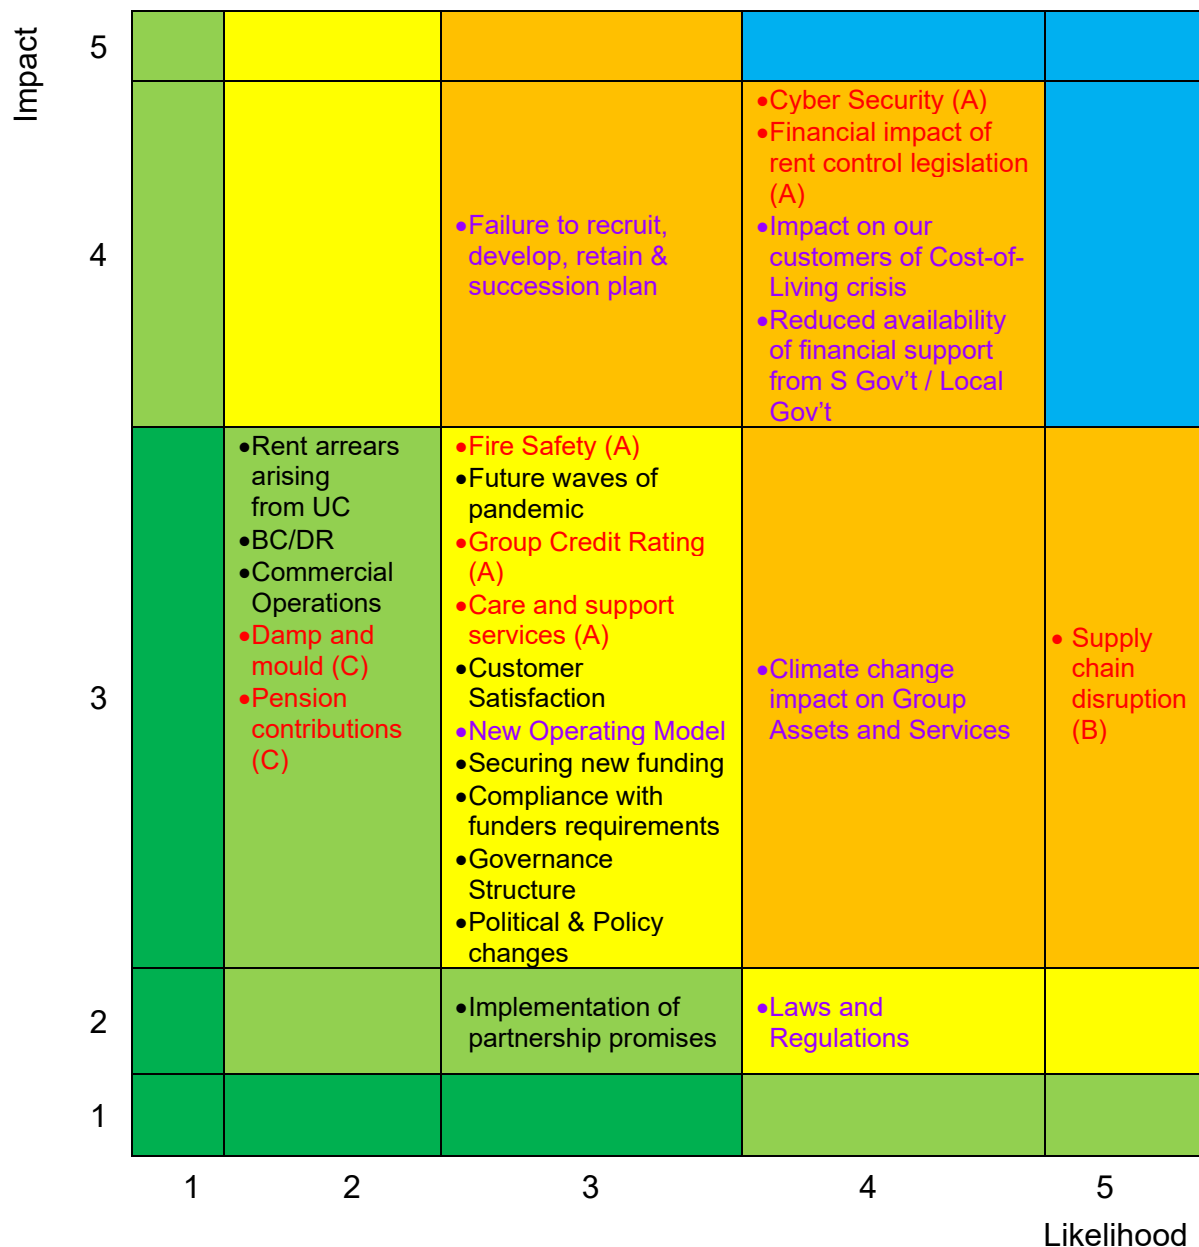 Impact
5
4
•Cyber Security (A)
•Financial impact of
rent control legislation
(A)
•Impact on our
customers of Cost-of-
Living crisis
•Reduced availability
of financial support
from S Gov’t / Local
Gov’t
•Failure to recruit,
develop, retain &
succession plan
3
•Rent arrears
arising
from UC
•BC/DR
•Commercial
Operations
•Damp and
mould (C)
•Pension
contributions
(C)
•Fire Safety (A)
•Future waves of
pandemic
•Group Credit Rating
(A)
•Care and support
services (A)
•Customer
Satisfaction
•New Operating Model
•Securing new funding
•Compliance with
funders requirements
•Governance
Structure
•Political & Policy
changes
•Climate change
impact on Group
Assets and Services
• Supply
chain
disruption
(B)
2
•Implementation of
partnership promises
•Laws and
Regulations
1
1 2 3 4 5
Likelihood